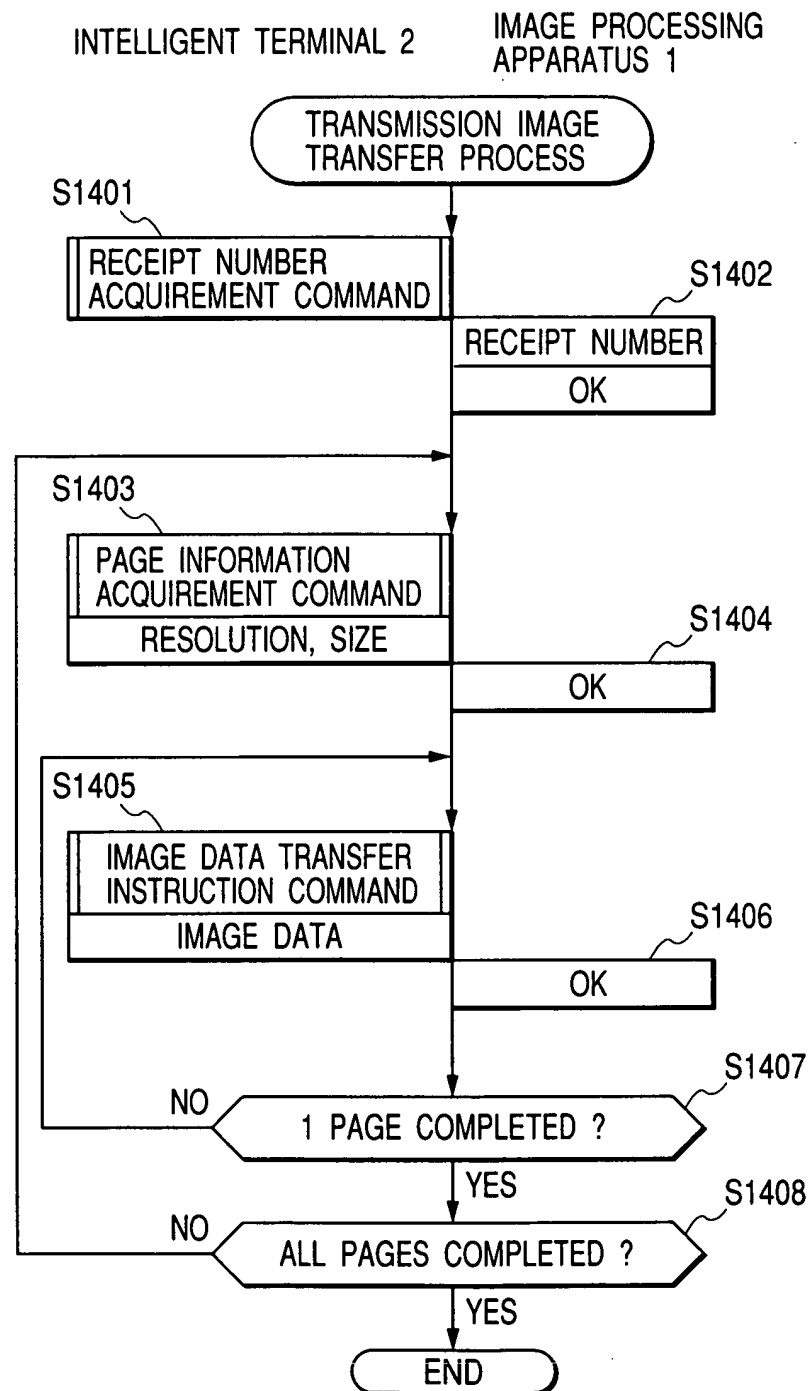 INTELLIGENT TERMINAL 2
IMAGE PROCESSING
APPARATUS 1
TRANSMISSION IMAGE
TRANSFER PROCESS
S1401
RECEIPT NUMBER
ACQUIREMENT COMMAND
S1402
RECEIPT NUMBER
OK
S1403
PAGE INFORMATION
ACQUIREMENT COMMAND
RESOLUTION, SIZE
S1404
OK
S1405
IMAGE DATA TRANSFER
INSTRUCTION COMMAND
IMAGE DATA
S1406
OK
S1407
NO
1 PAGE COMPLETED ?
YES
S1408
NO
ALL PAGES COMPLETED ?
YES
END